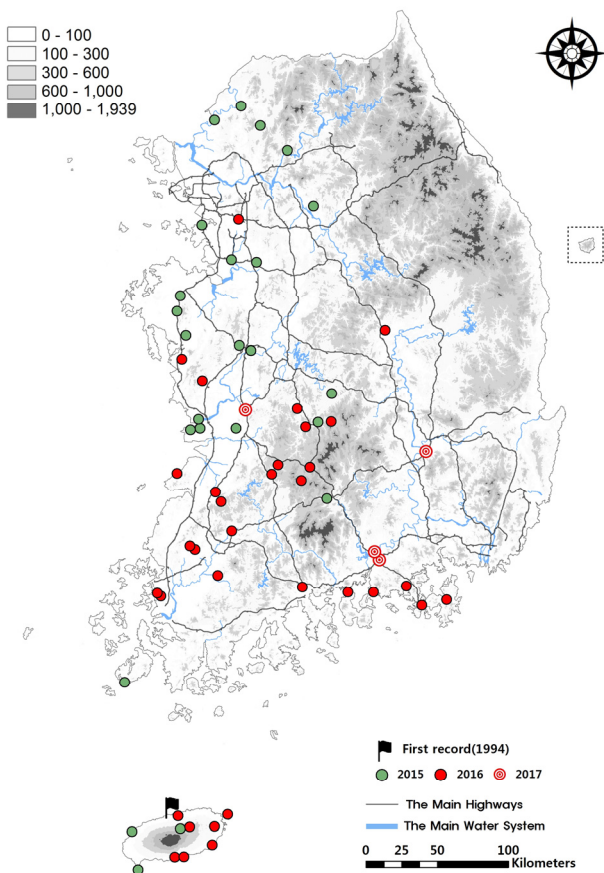 0 - 100
100 - 300
300 - 600
600 - 1,000
1,000 - 1,939
First record(1994)
2015 2016 2017
The Main Highways
The Main Water System
0 25 50 100
Kilometers